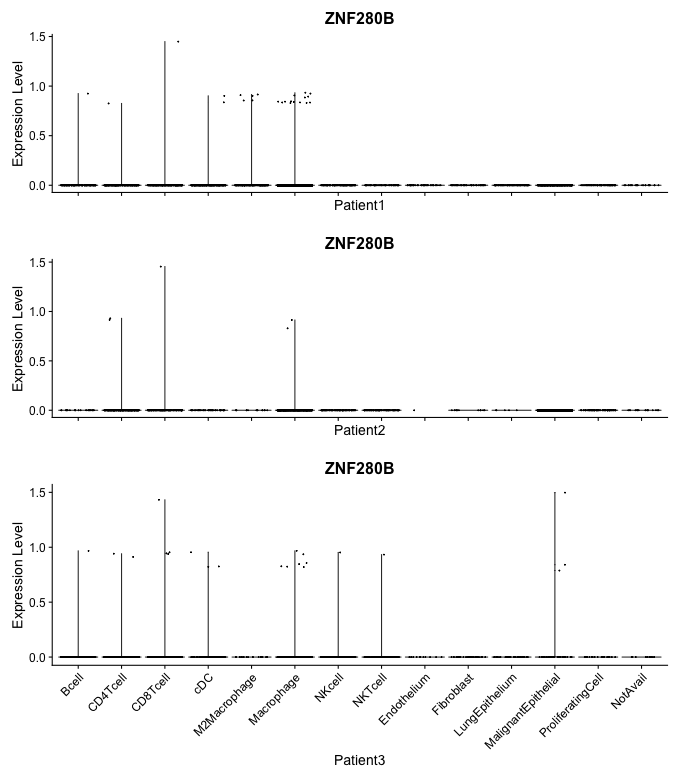 ZNF280B
Expression Level
1.5
1.0
0.5
0.0
Patient1
ZNF280B
Expression Level
1.5
1.0
0.5
0.0
Patient2
ZNF280B
Expression Level
1.5
1.0
0.5
0.0
Bcell
CD4Tcell
CD8Tcell
cDC
M2Macrophage
Macrophage
NKcell
NKTcell
Endothelium
Fibroblast
LungEpithelium
MalignantEpithelial
ProliferatingCell
NotAvail
Patient3